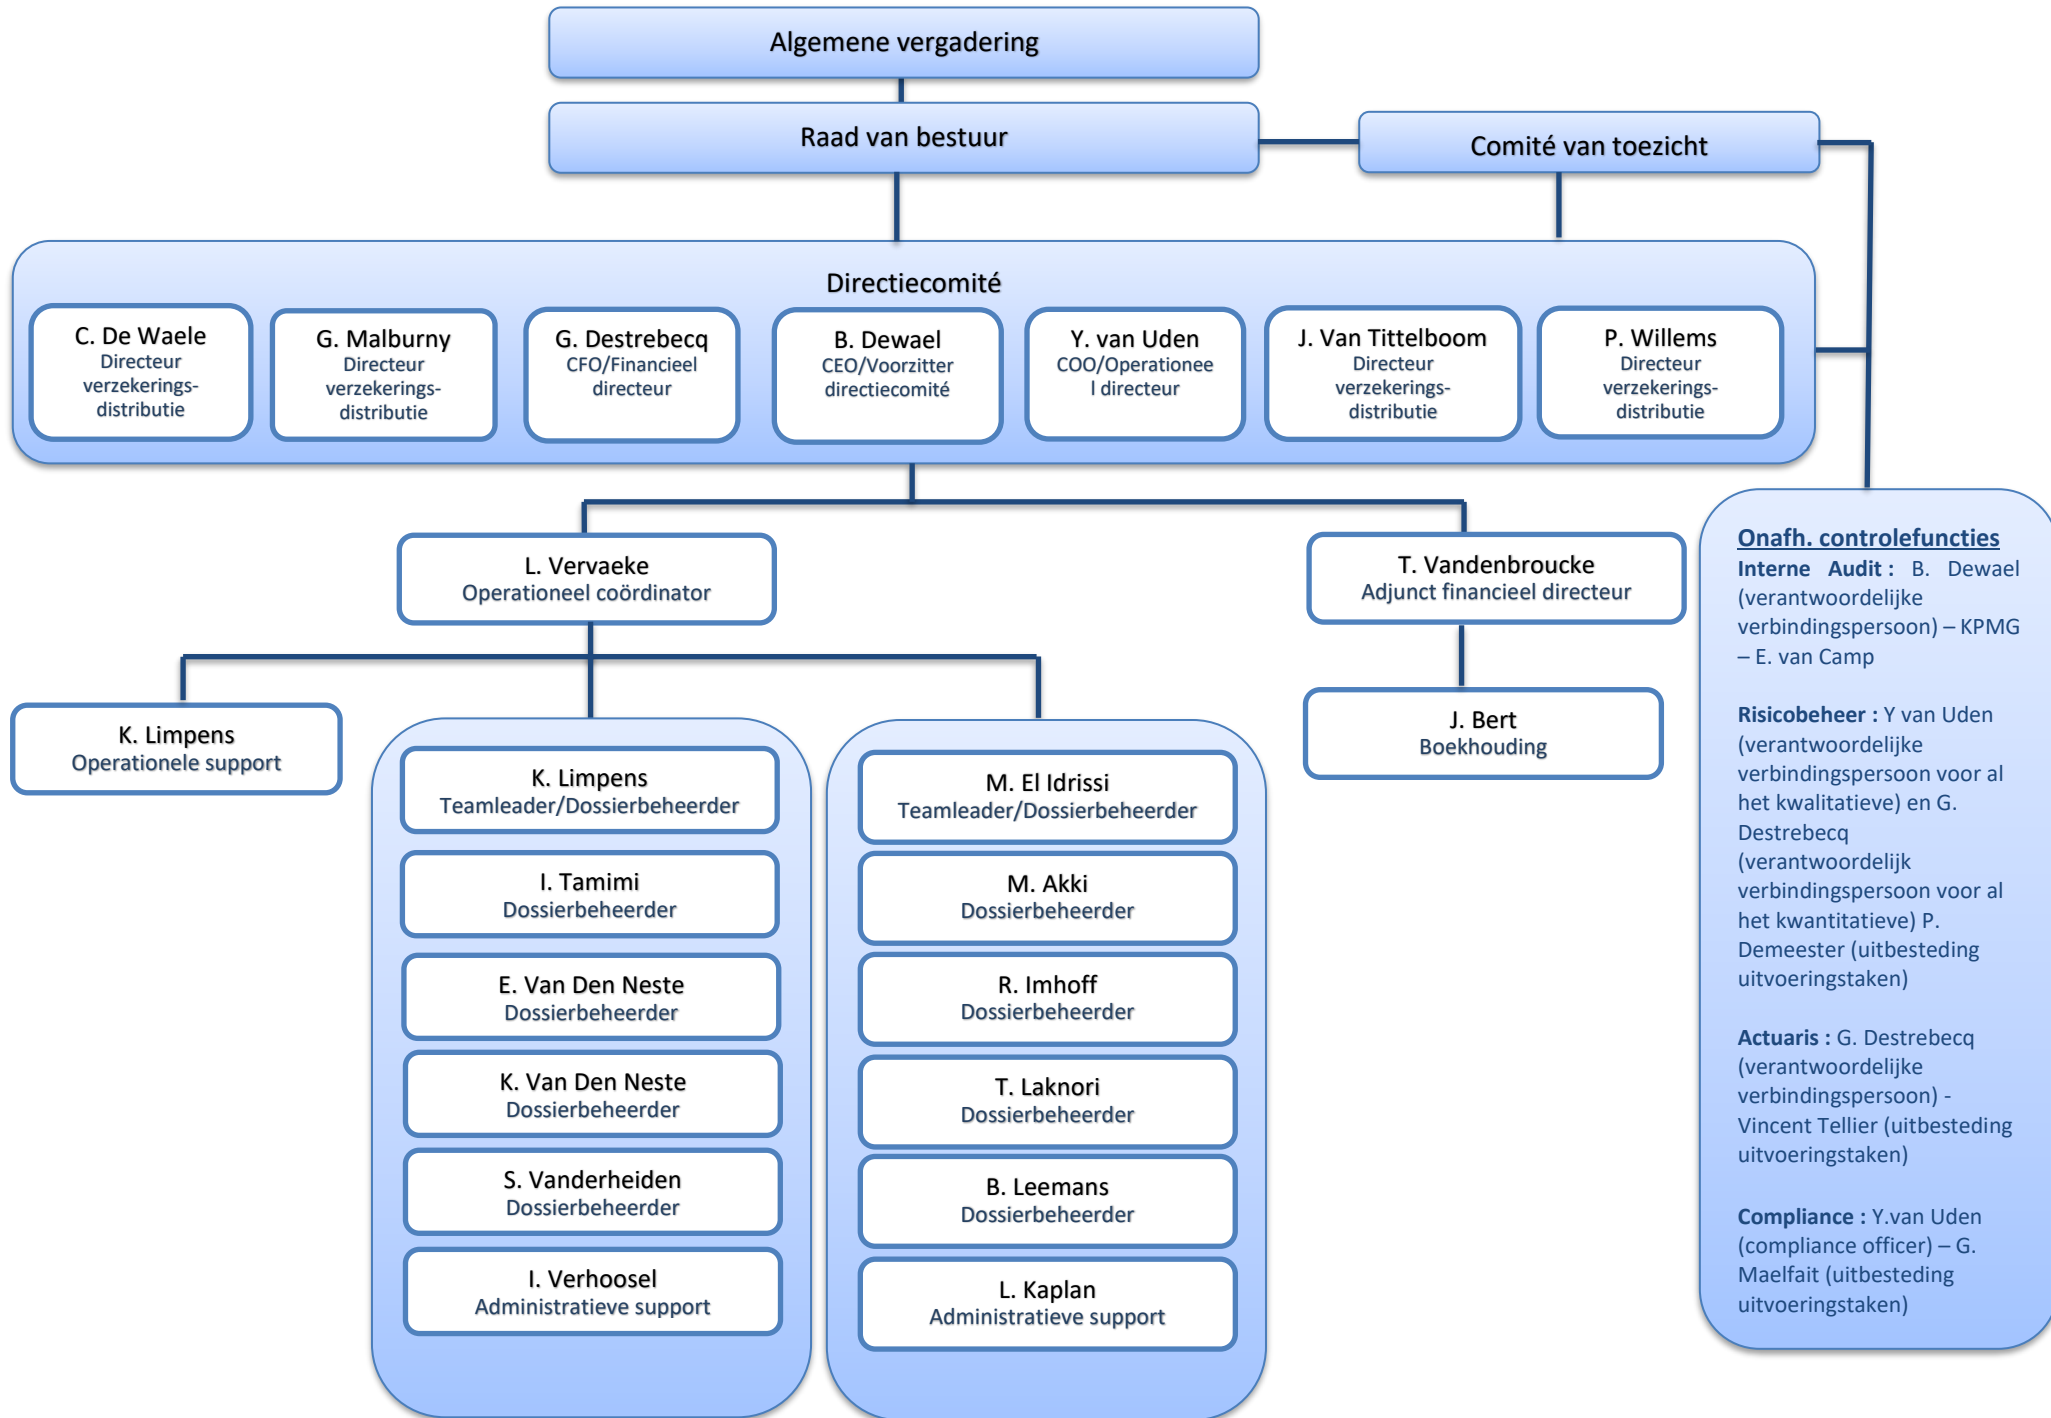 Algemene vergadering
Raad van bestuur
Comité van toezicht
Directiecomité
C. De Waele
Directeur
verzekerings-
distributie
G. Malburny
Directeur
verzekerings-
distributie
G. Destrebecq
CFO/Financieel
directeur
B. Dewael
CEO/Voorzitter
directiecomité
Y. van Uden
COO/Operationee
l directeur
J. Van Tittelboom
Directeur
verzekerings-
distributie
P. Willems
Directeur
verzekerings-
distributie
L. Vervaeke
Operationeel coördinator
T. Vandenbroucke
Adjunct financieel directeur
K. Limpens
Operationele support
J. Bert
Boekhouding
K. Limpens
Teamleader/Dossierbeheerder
I. Tamimi
Dossierbeheerder
E. Van Den Neste
Dossierbeheerder
K. Van Den Neste
Dossierbeheerder
S. Vanderheiden
Dossierbeheerder
I. Verhoosel
Administratieve support
M. El Idrissi
Teamleader/Dossierbeheerder
M. Akki
Dossierbeheerder
R. Imhoff
Dossierbeheerder
T. Laknori
Dossierbeheerder
B. Leemans
Dossierbeheerder
L. Kaplan
Administratieve support
Onafh. controlefuncties
Interne Audit : B. Dewael
(verantwoordelijke
verbindingspersoon) – KPMG
– E. van Camp
Risicobeheer : Y van Uden
(verantwoordelijke
verbindingspersoon voor al
het kwalitatieve) en G.
Destrebecq
(verantwoordelijk
verbindingspersoon voor al
het kwantitatieve) P.
Demeester (uitbesteding
uitvoeringstaken)
Actuaris : G. Destrebecq
(verantwoordelijke
verbindingspersoon) -
Vincent Tellier (uitbesteding
uitvoeringstaken)
Compliance : Y.van Uden
(compliance officer) – G.
Maelfait (uitbesteding
uitvoeringstaken)